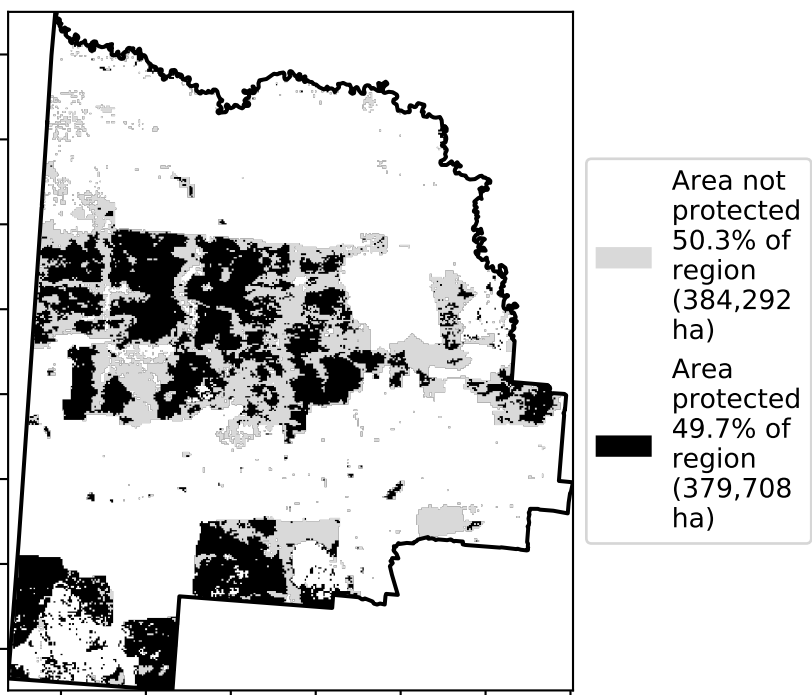 Area not
protected
50.3% of
region
(384,292
ha)
Area
protected
49.7% of
region
(379,708
ha)